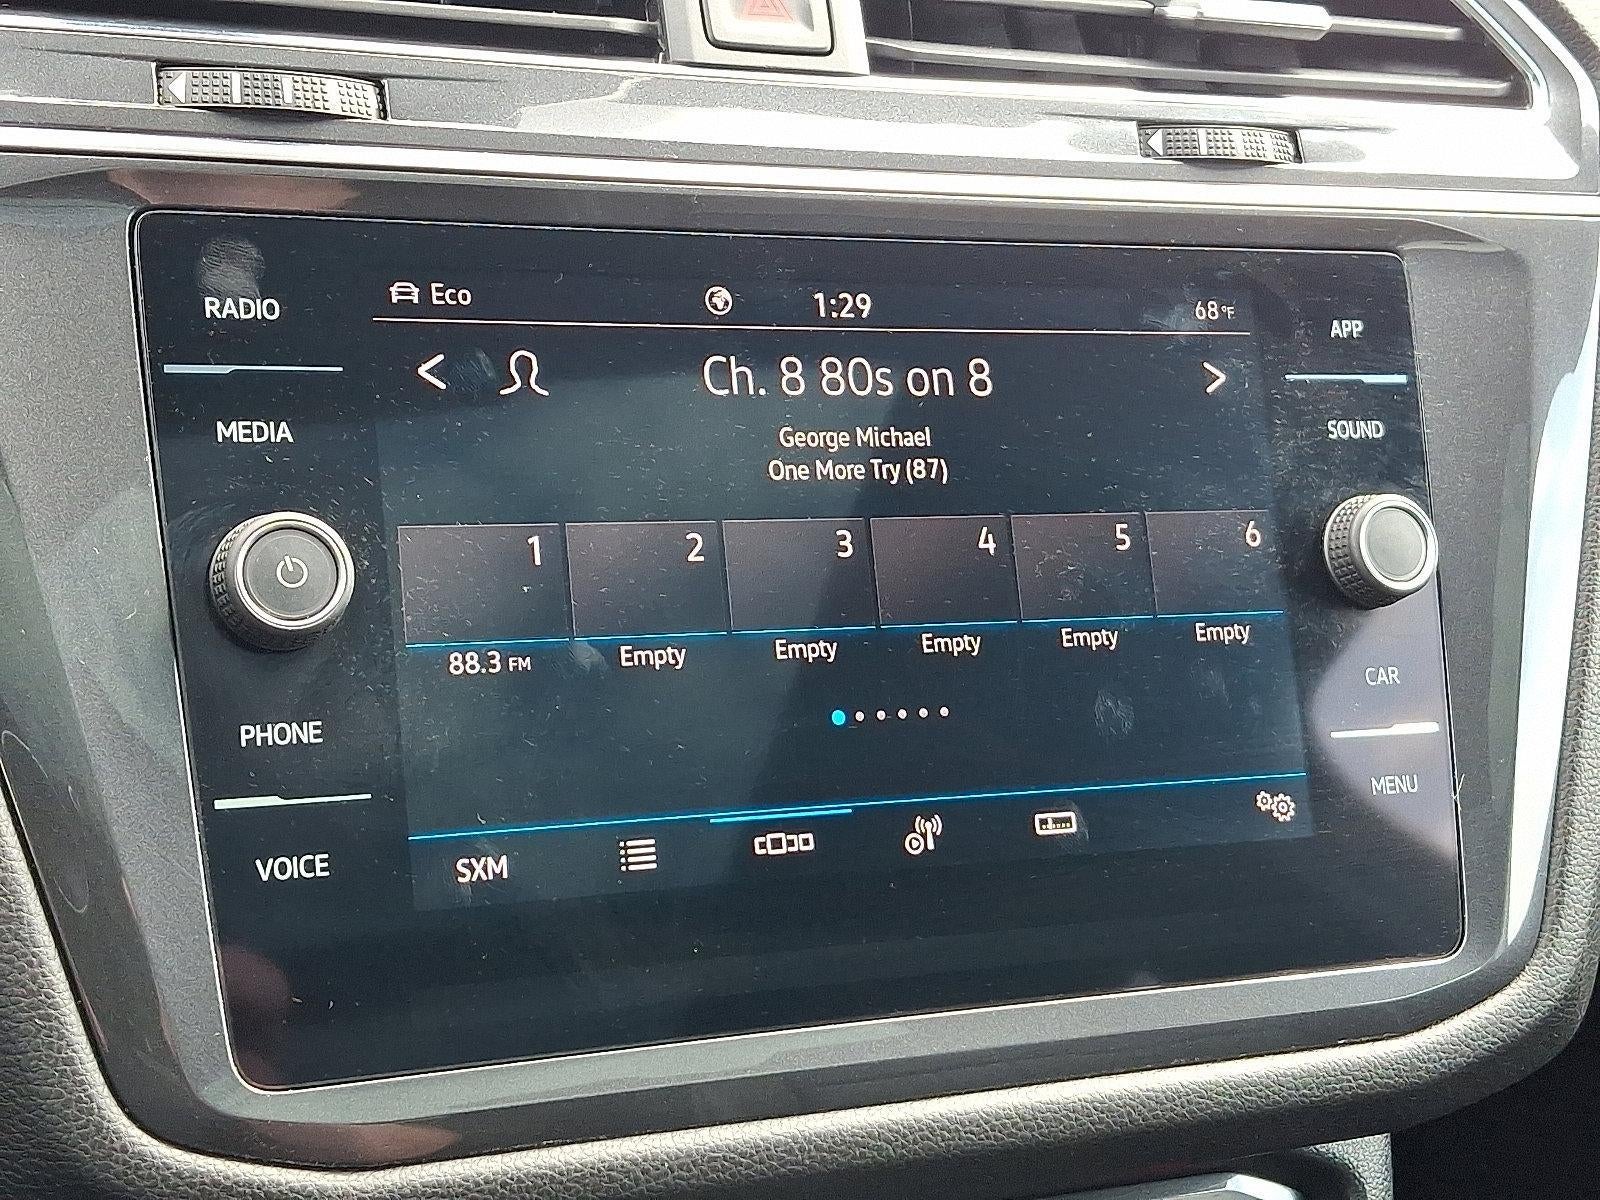 RADIO
MEDIA
PHONE
VOICE
Eco
1:29
68°F
< Ch. 8 80s on 8 >
George Michael
One More Try (87)
1 2 3 4 5 6
88.3 FM Empty Empty Empty Empty Empty
SXM
APP
SOUND
CAR
MENU